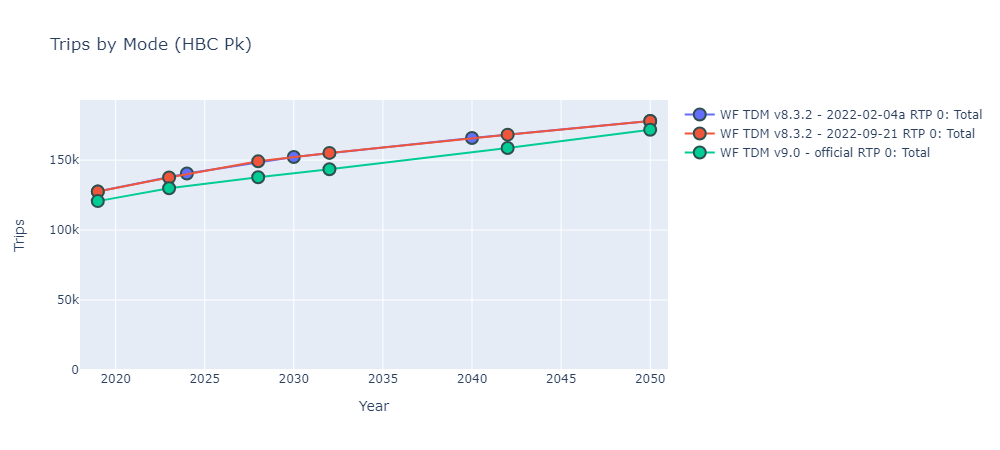 Trips by Mode (HBC Pk)
WF TDM v8.3.2 - 2022-02-04a RTP 0: Total
WF TDM v8.3.2 - 2022-09-21 RTP 0: Total
WF TDM v9.0 - official RTP 0: Total
150k
100k
50k
0
Trips
2020 2025 2030 2035 2040 2045 2050
Year